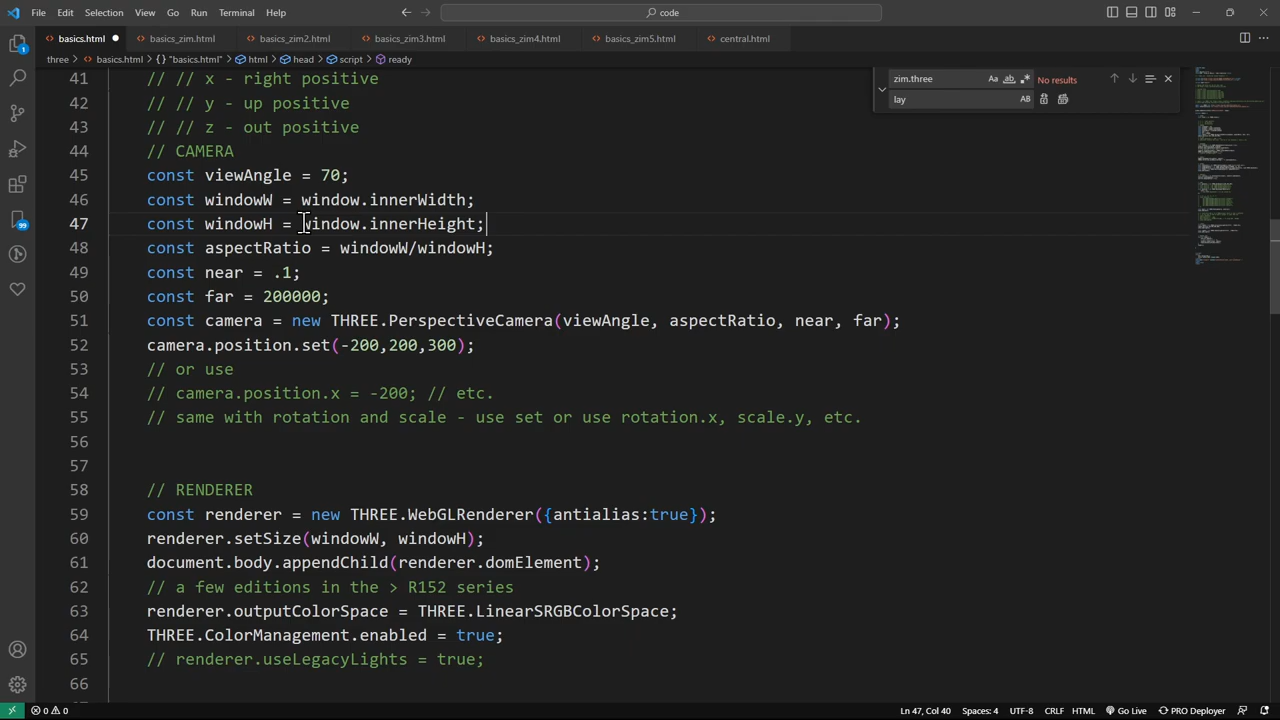 File Edit Selection View Go Run Terminal Help
code
basics.html basics_zim.html basics_zim2.html basics_zim3.html basics_zim4.html basics_zim5.html central.html
three > basics.html > "basics.html" > html > head > script > ready
zim.three Aa ab No results
lay AB
41 // // x - right positive
42 // // y - up positive
43 // // z - out positive
44 // CAMERA
45 const viewAngle = 70;
46 const windowW = window.innerWidth;
47 const windowH = window.innerHeight;
48 const aspectRatio = windowW/windowH;
49 const near = .1;
50 const far = 200000;
51 const camera = new THREE.PerspectiveCamera(viewAngle, aspectRatio, near, far);
52 camera.position.set(-200,200,300);
53 // or use
54 // camera.position.x = -200; // etc.
55 // same with rotation and scale - use set or use rotation.x, scale.y, etc.
56
57
58 // RENDERER
59 const renderer = new THREE.WebGLRenderer({antialias:true});
60 renderer.setSize(windowW, windowH);
61 document.body.appendChild(renderer.domElement);
62 // a few editions in the > R152 series
63 renderer.outputColorSpace = THREE.LinearSRGBColorSpace;
64 THREE.ColorManagement.enabled = true;
65 // renderer.useLegacyLights = true;
66
0 0 Ln 47, Col 40 Spaces: 4 UTF-8 CRLF HTML Go Live PRO Deployer